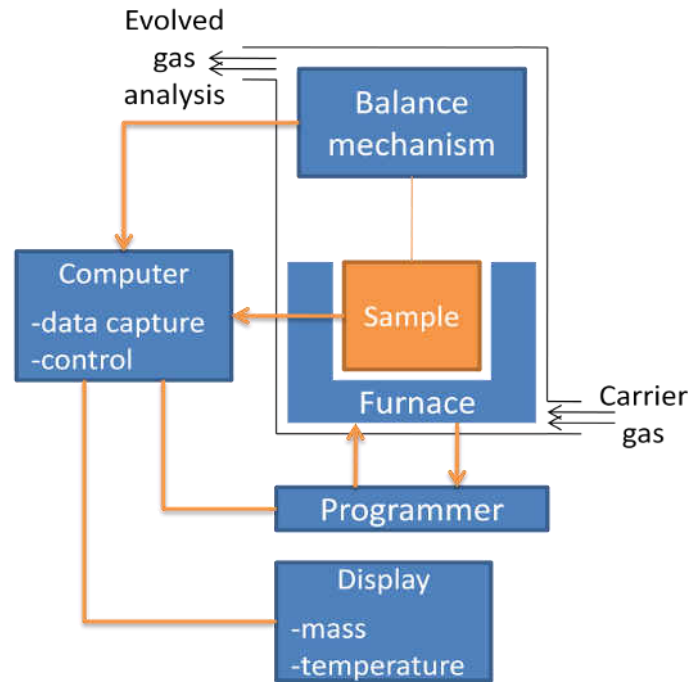 Evolved
gas
analysis
Balance
mechanism
Computer
-data capture
-control
Sample
Furnace
Carrier
gas
Programmer
Display
-mass
-temperature